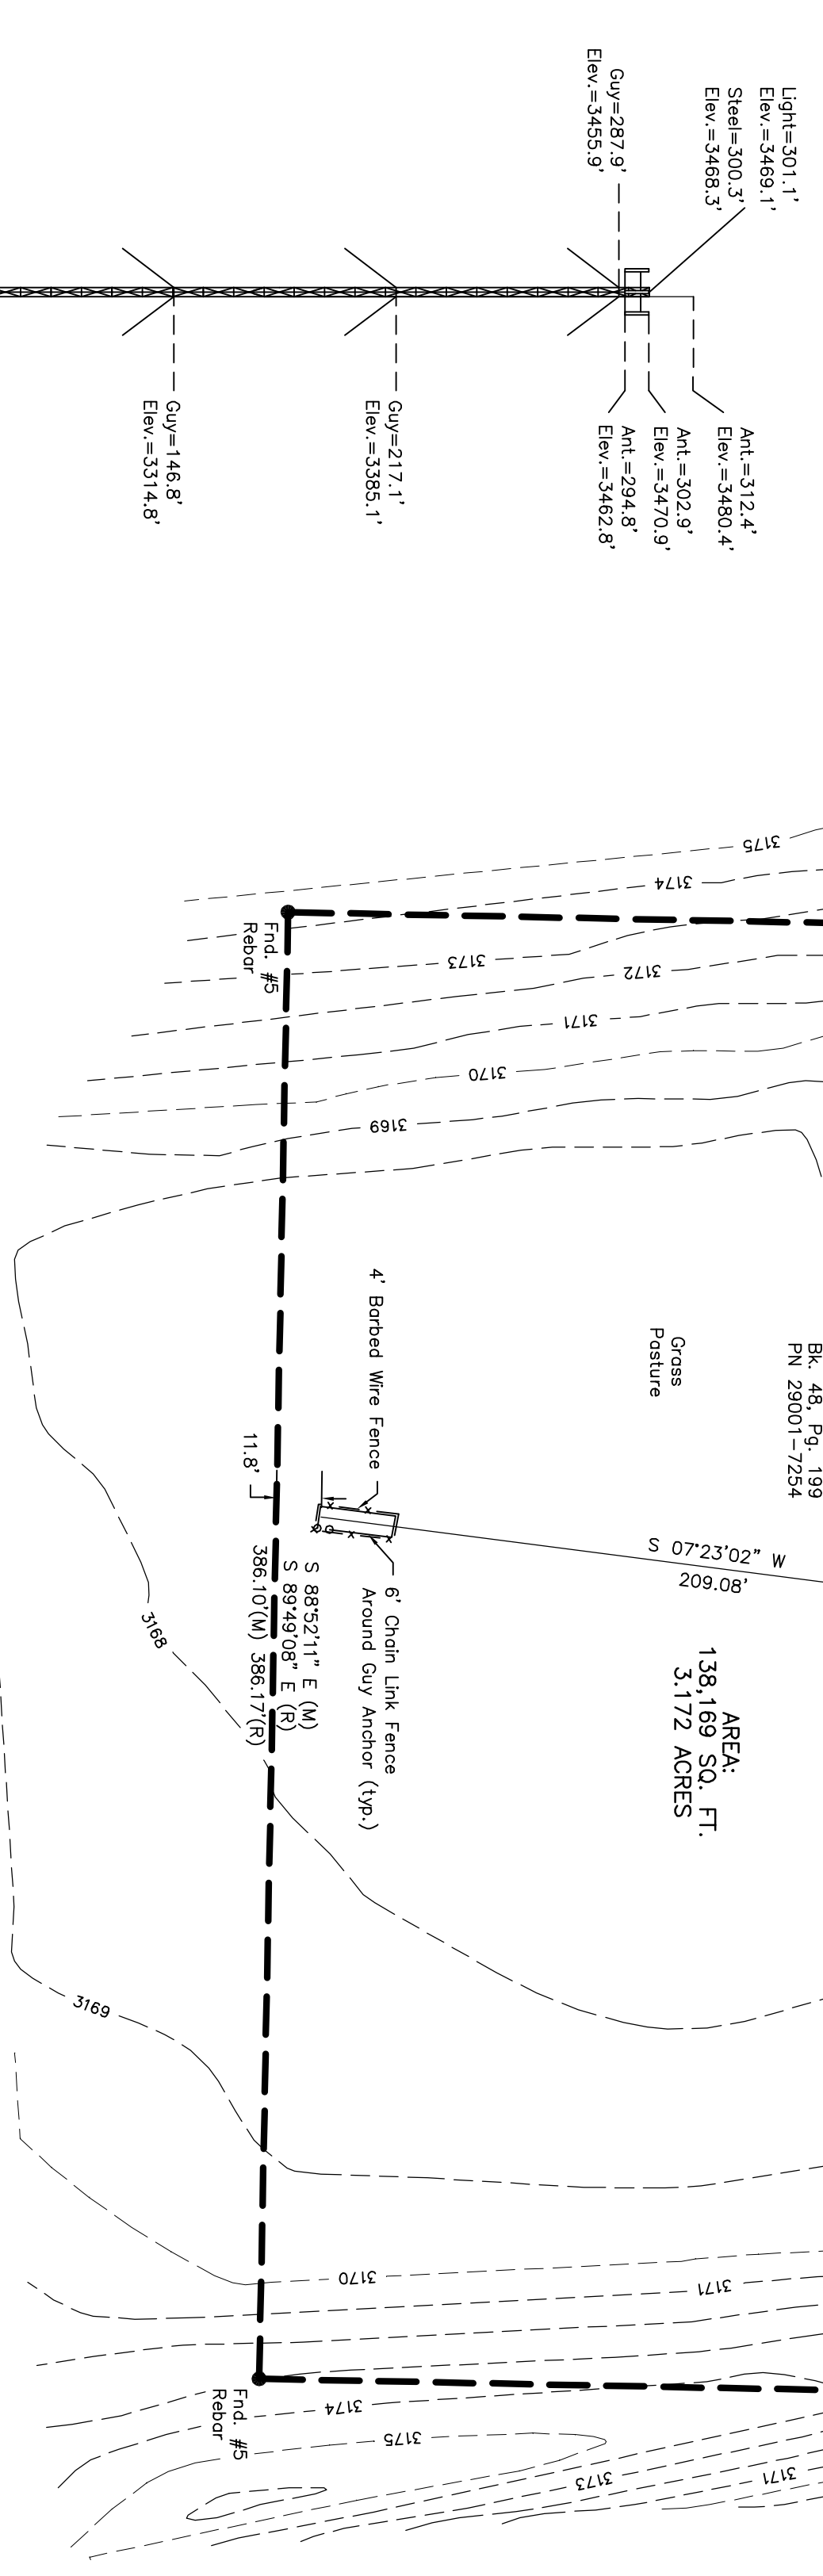 Light=301.1'
Elev.=3469.1'
Steel=300.3'
Elev.=3468.3'
Guy=287.9'
Elev.=3455.9'
Ant.=312.4'
Elev.=3480.4'
Ant.=302.9'
Elev.=3470.9'
Ant.=294.8'
Elev.=3462.8'
Guy=217.1'
Elev.=3385.1'
Guy=146.8'
Elev.=3314.8'
3175
3174
3173
3172
3171
3170
3169
Fnd. #5
Rebar
Bk. 48, Pg. 199
PN 29001-7254
Grass
Pasture
4' Barbed Wire Fence
11.8'
S 07°23'02" W
209.08'
6' Chain Link Fence
Around Guy Anchor (typ.)
S 88°52'11" E (M)
S 89°49'08" E (R)
386.10'(M) 386.17'(R)
AREA:
138,169 SQ. FT.
3.172 ACRES
3168
3169
3170
3171
3174
3175
3173
3171
Fnd. #5
Rebar